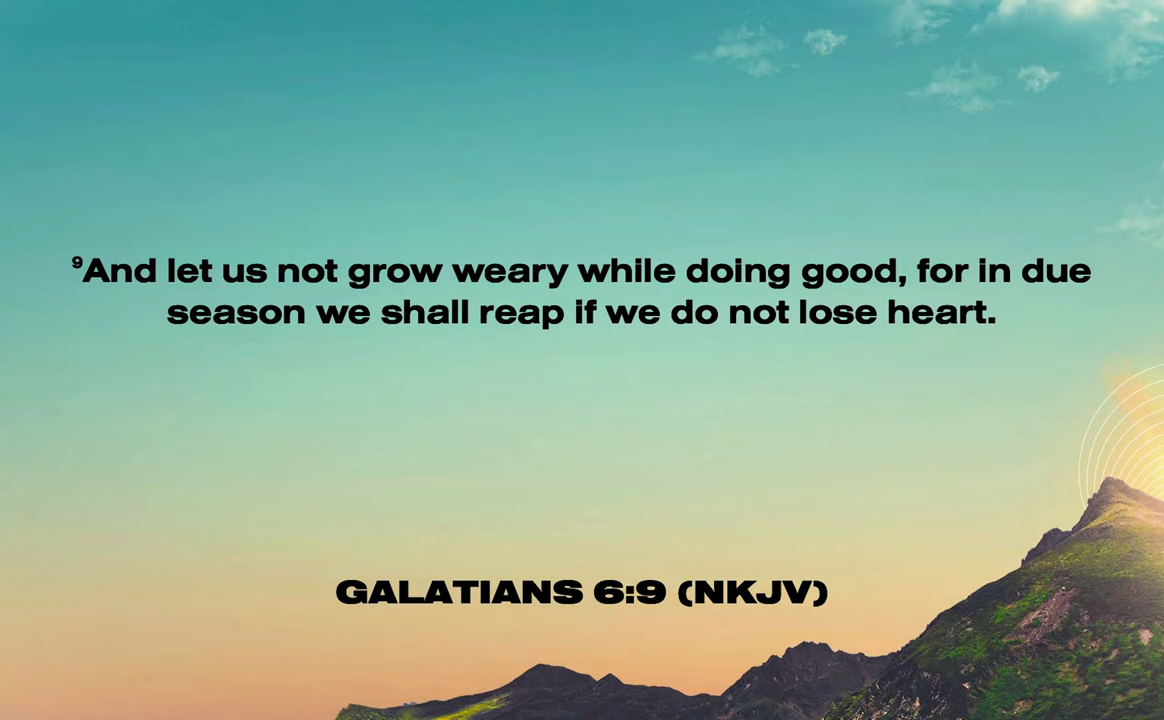 ⁹And let us not grow weary while doing good, for in due
season we shall reap if we do not lose heart.
GALATIANS 6:9 (NKJV)